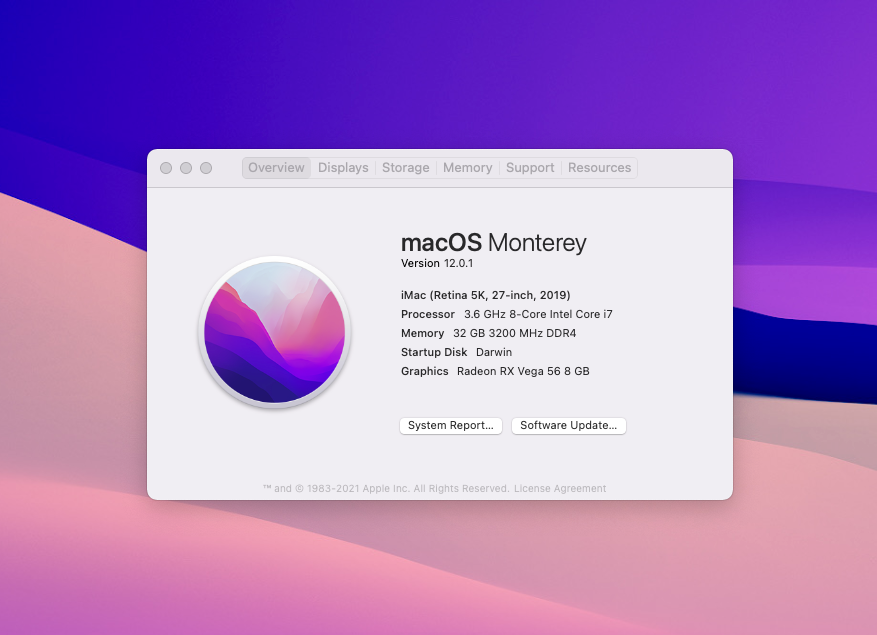 Overview Displays Storage Memory Support Resources
macOS Monterey
Version 12.0.1
iMac (Retina 5K, 27-inch, 2019)
Processor 3.6 GHz 8-Core Intel Core i7
Memory 32 GB 3200 MHz DDR4
Startup Disk Darwin
Graphics Radeon RX Vega 56 8 GB
System Report... Software Update...
™ and © 1983-2021 Apple Inc. All Rights Reserved. License Agreement